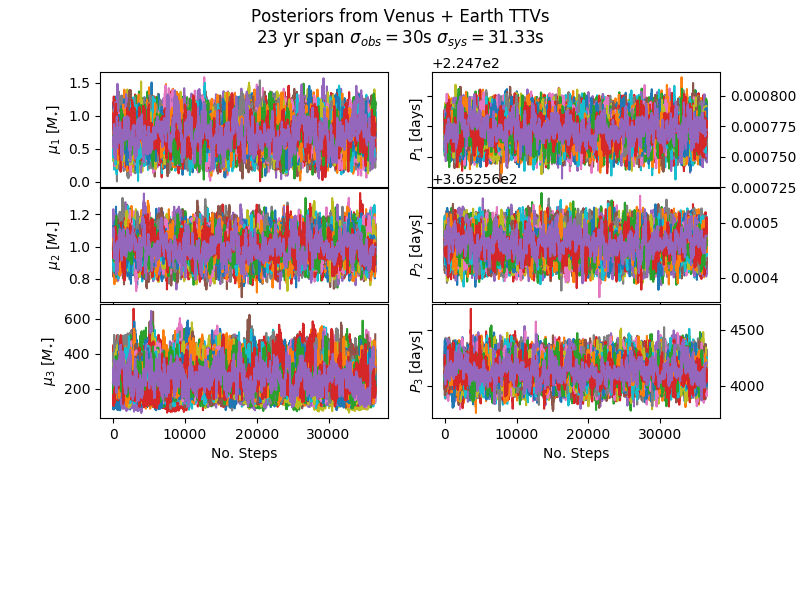 Posteriors from Venus + Earth TTVs
23 yr span σ_obs = 30s σ_sys = 31.33s
+2.247e2
1.5
1.0
0.5
0.0
μ₁ [M⋆]
P₁ [days]
0.000800
0.000775
0.000750
0.000725
+3.65256e2
1.2
1.0
0.8
μ₂ [M⋆]
P₂ [days]
0.0005
0.0004
600
400
200
μ₃ [M⋆]
P₃ [days]
4500
4000
0 10000 20000 30000
0 10000 20000 30000
No. Steps
No. Steps